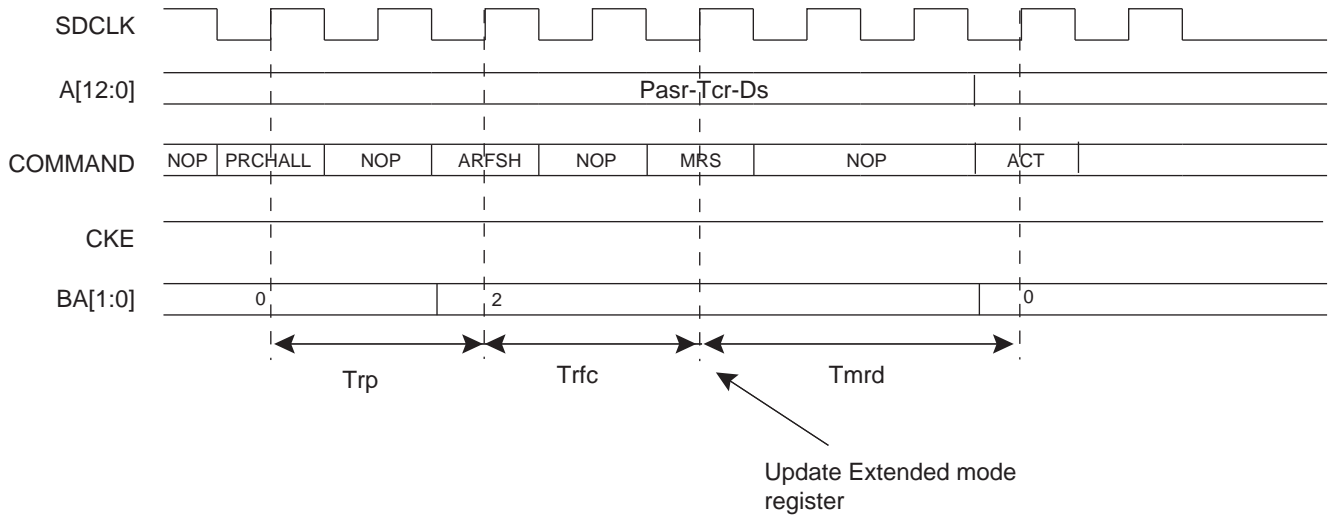 SDCLK
A[12:0]
Pasr-Tcr-Ds
COMMAND
NOP PRCHALL NOP ARFSH NOP MRS NOP ACT
CKE
BA[1:0]
0 2 0
Trp Trfc Tmrd
Update Extended mode
register